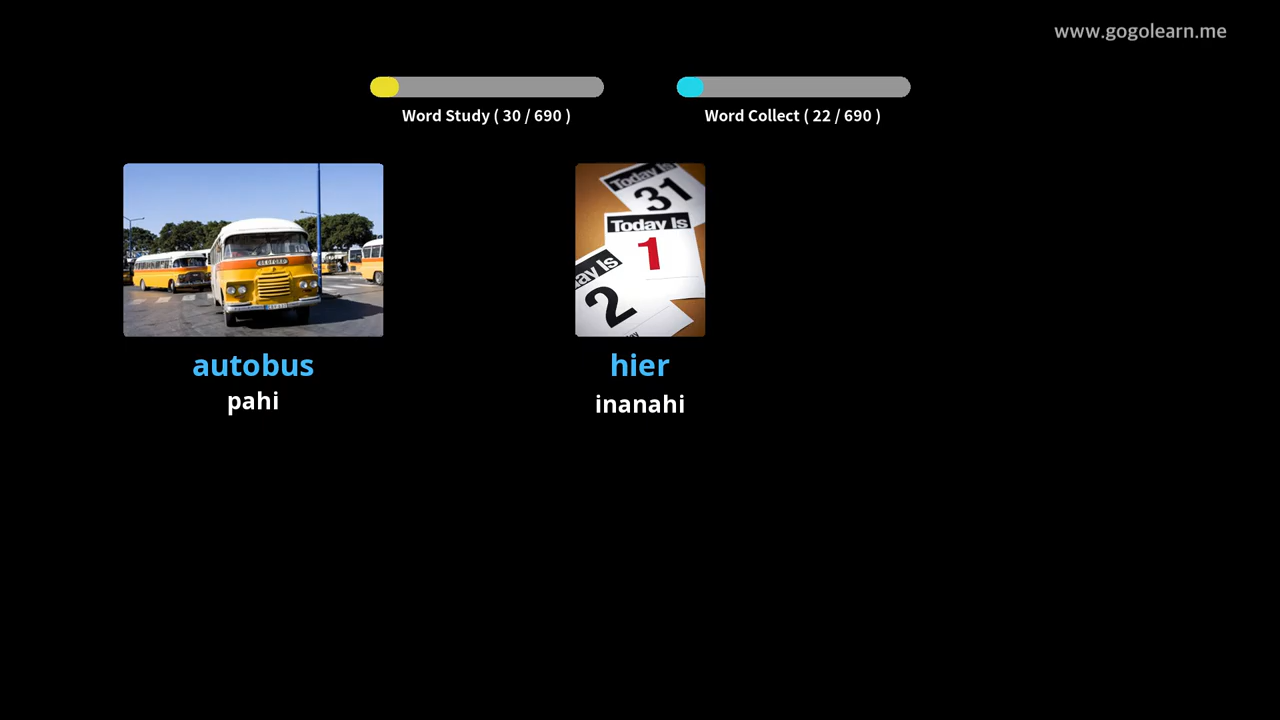 www.gogolearn.me
Word Study ( 30 / 690 )
Word Collect ( 22 / 690 )
BEDFORD
Today Is
31
Today Is
1
ay Is
2
autobus
hier
pahi
inanahi